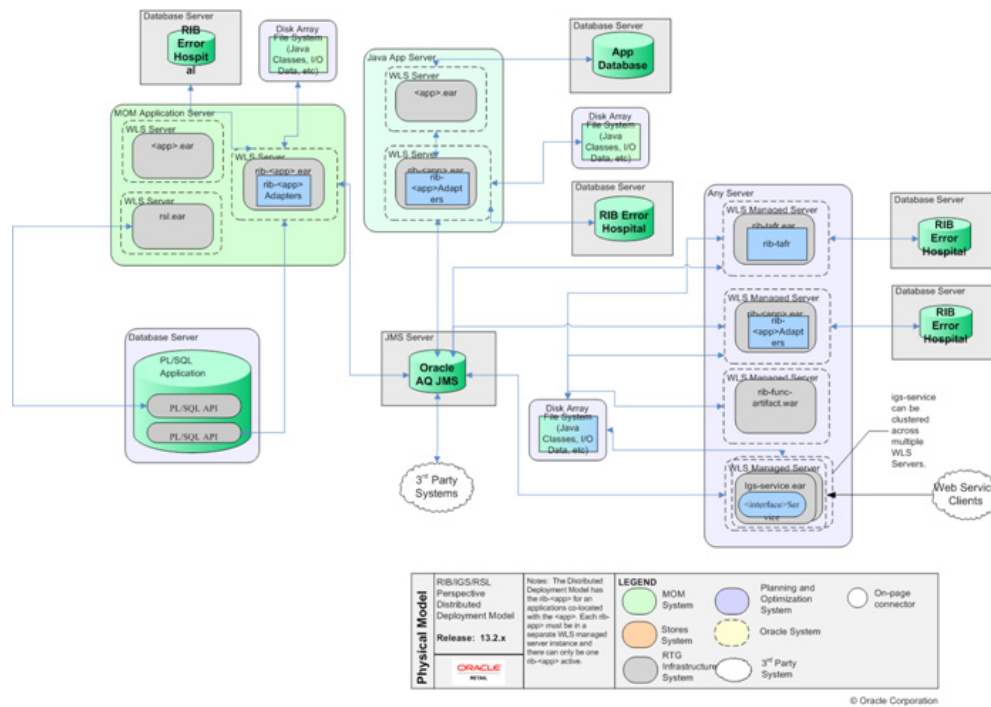 Database Server
RIB
Error
Hospit
al
Disk Array
File System
(Java
Classes, I/O
Data, etc)
MOM Application Server
WLS Server
<app>.ear
WLS Server
rib-<app>.ear
rib-<app>
Adapters
WLS Server
rsl.ear
Java App Server
WLS Server
<app>.ear
WLS Server
rib-<app>.ear
rib-
<app>Adapt
ers
Database Server
App
Database
Disk Array
File System
(Java
Classes, I/O
Data, etc)
Database Server
RIB Error
Hospital
Any Server
WLS Managed Server
rib-tafr.ear
rib-tafr
WLS Managed Server
rib-<app>.ear
rib-
<app>Adapt
ers
WLS Managed Server
rib-func-
artifact.war
WLS Managed Server
Igs-service.ear
<interface>Ser
vice
Database Server
RIB
Error
Hospital
Database Server
RIB
Error
Hospital
igs-service
can be
clustered
across
multiple
WLS
Servers.
Web Servic
Clients
Database Server
PL/SQL
Application
PL/SQL API
PL/SQL API
JMS Server
Oracle
AQ JMS
3rd Party
Systems
Disk Array
File System
(Java
Classes, I/O
Data, etc)
Physical Model
RIB/IGS/RSL
Perspective
Distributed
Deployment Model
Release: 13.2.x
ORACLE
RETAIL
Notes: The Distributed
Deployment Model has
the rib-<app> for an
applications co-located
with the <app>. Each rib-
app> must be in a
separate WLS managed
server instance and
there can only be one
rib-<app> active.
LEGEND
MOM
System
Stores
System
RTG
Infrastructure
System
Planning and
Optimization
System
Oracle System
3rd Party
System
On-page
connector
© Oracle Corporation